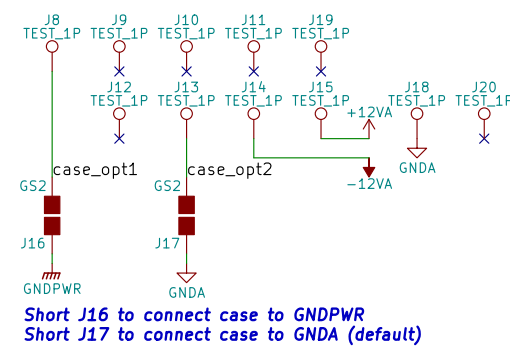 J8 J9 J10 J11 J19
TEST_1P TEST_1P TEST_1P TEST_1P TEST_1P
J12 J13 J14 J15 J18 J20
TEST_1P TEST_1P TEST_1P TEST_1P TEST_1P TEST_1P
+12VA
case_opt1 case_opt2 GNDA
GS2 GS2 -12VA
J16 J17
GNDPWR GNDA
Short J16 to connect case to GNDPWR
Short J17 to connect case to GNDA (default)